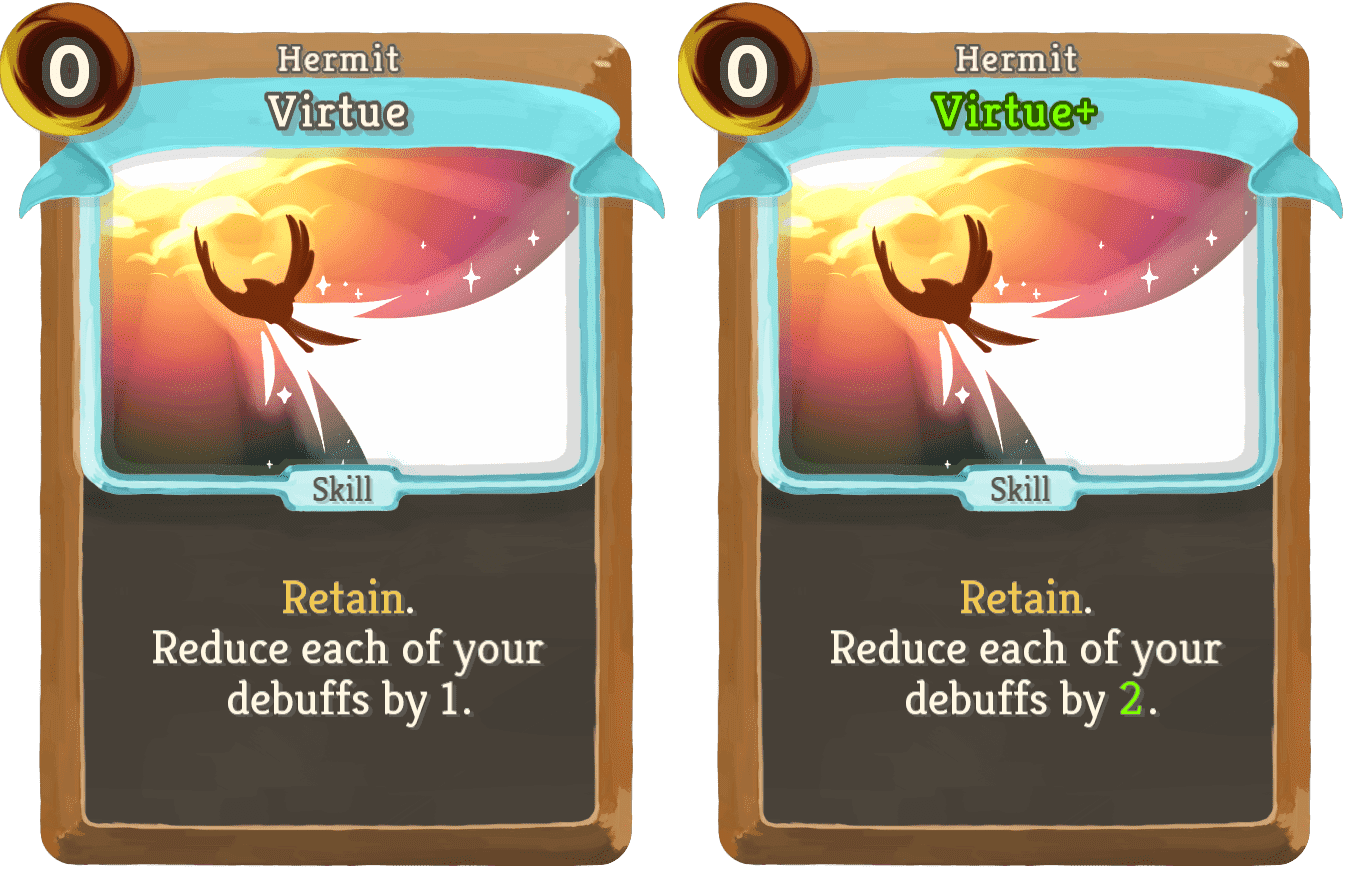 0
Hermit
Virtue
Skill
Retain.
Reduce each of your
debuffs by 1.
0
Hermit
Virtue+
Skill
Retain.
Reduce each of your
debuffs by 2.